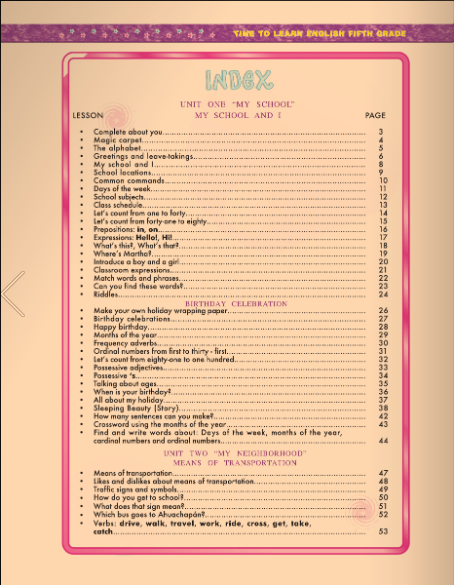 TIME TO LEARN ENGLISH FIFTH GRADE
INDEX
UNIT ONE "MY SCHOOL"
LESSON MY SCHOOL AND I PAGE
• Complete about you 3
• Magic carpet 4
• The alphabet 5
• Greetings and leave-takings 6
• My school and I 8
• School locations 9
• Common commands 10
• Days of the week 11
• School subjects 12
• Class schedule 13
• Let's count from one to forty 14
• Let's count from forty-one to eighty 15
• Prepositions: in, on 16
• Expressions: Hello!, Hi! 17
• What's this?, What's that? 18
• Where's Martha? 19
• Introduce a boy and a girl 20
• Classroom expressions 21
• Match words and phrases 22
• Can you find these words? 23
• Riddles 24
BIRTHDAY CELEBRATION
• Make your own holiday wrapping paper 26
• Birthday celebrations 27
• Happy birthday 28
• Months of the year 29
• Frequency adverbs 30
• Ordinal numbers from first to thirty - first 31
• Let's count from eighty-one to one hundred 32
• Possessive adjectives 33
• Possessive 's 34
• Talking about ages 35
• When is your birthday? 36
• All about my holiday 37
• Sleeping Beauty (Story) 38
• How many sentences can you make? 42
• Crossword using the months of the year 43
• Find and write words about: Days of the week, months of the year,
cardinal numbers and ordinal numbers 44
UNIT TWO "MY NEIGHBORHOOD"
MEANS OF TRANSPORTATION
• Means of transportation 47
• Likes and dislikes about means of transportation 48
• Traffic signs and symbols 49
• How do you get to school? 50
• What does that sign mean? 51
• Which bus goes to Ahuachapán? 52
• Verbs: drive, walk, travel, work, ride, cross, get, take,
catch 53